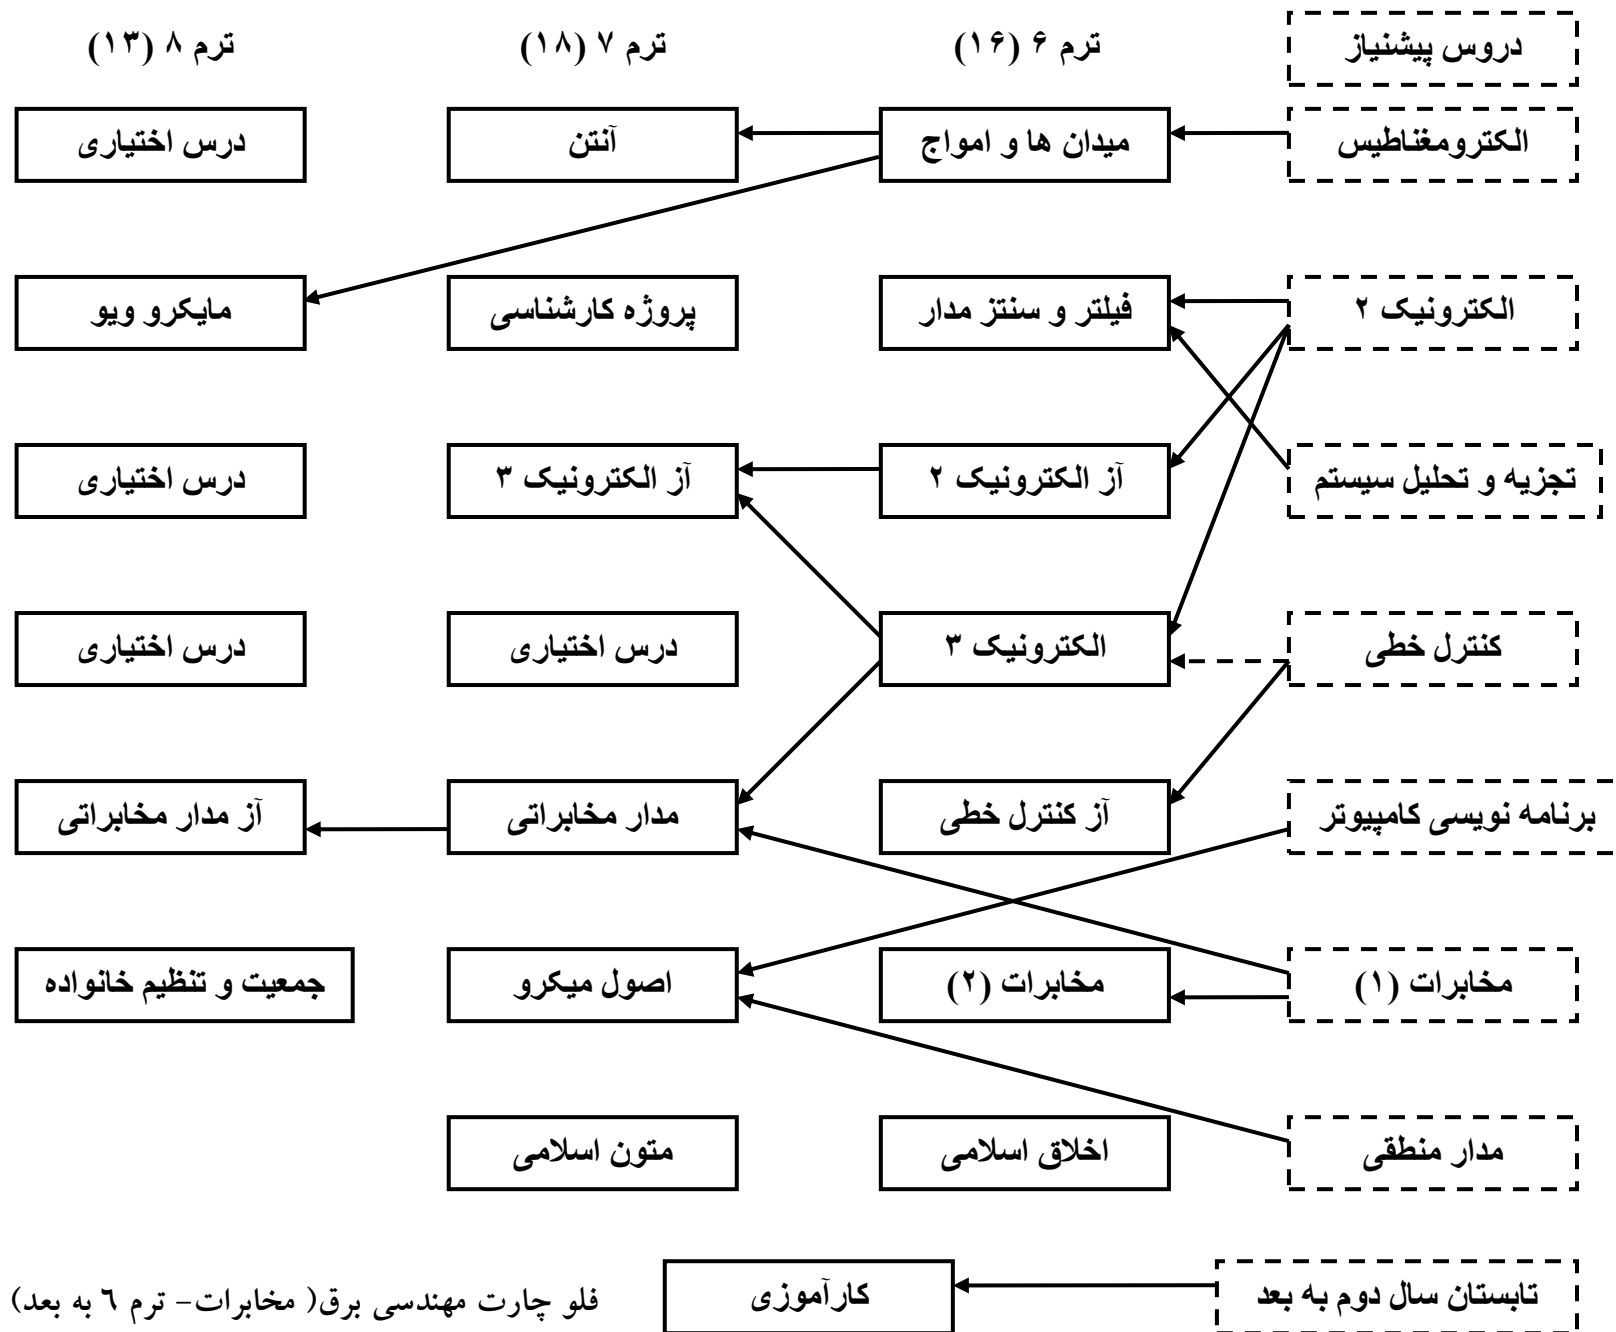 دروس پیشنیاز
ترم ۶ (۱۶)
ترم ۷ (۱۸)
ترم ۸ (۱۳)
الکترومغناطیس
میدان ها و امواج
آنتن
درس اختیاری
الکترونیک ۲
فیلتر و سنتز مدار
پروژه کارشناسی
مایکرو ویو
تجزیه و تحلیل سیستم
آز الکترونیک ۲
آز الکترونیک ۳
درس اختیاری
کنترل خطی
الکترونیک ۳
درس اختیاری
درس اختیاری
برنامه نویسی کامپیوتر
آز کنترل خطی
مدار مخابراتی
آز مدار مخابراتی
مخابرات (۱)
مخابرات (۲)
اصول میکرو
جمعیت و تنظیم خانواده
مدار منطقی
اخلاق اسلامی
متون اسلامی
تابستان سال دوم به بعد
کارآموزی
فلو چارت مهندسی برق( مخابرات- ترم ٦ به بعد)